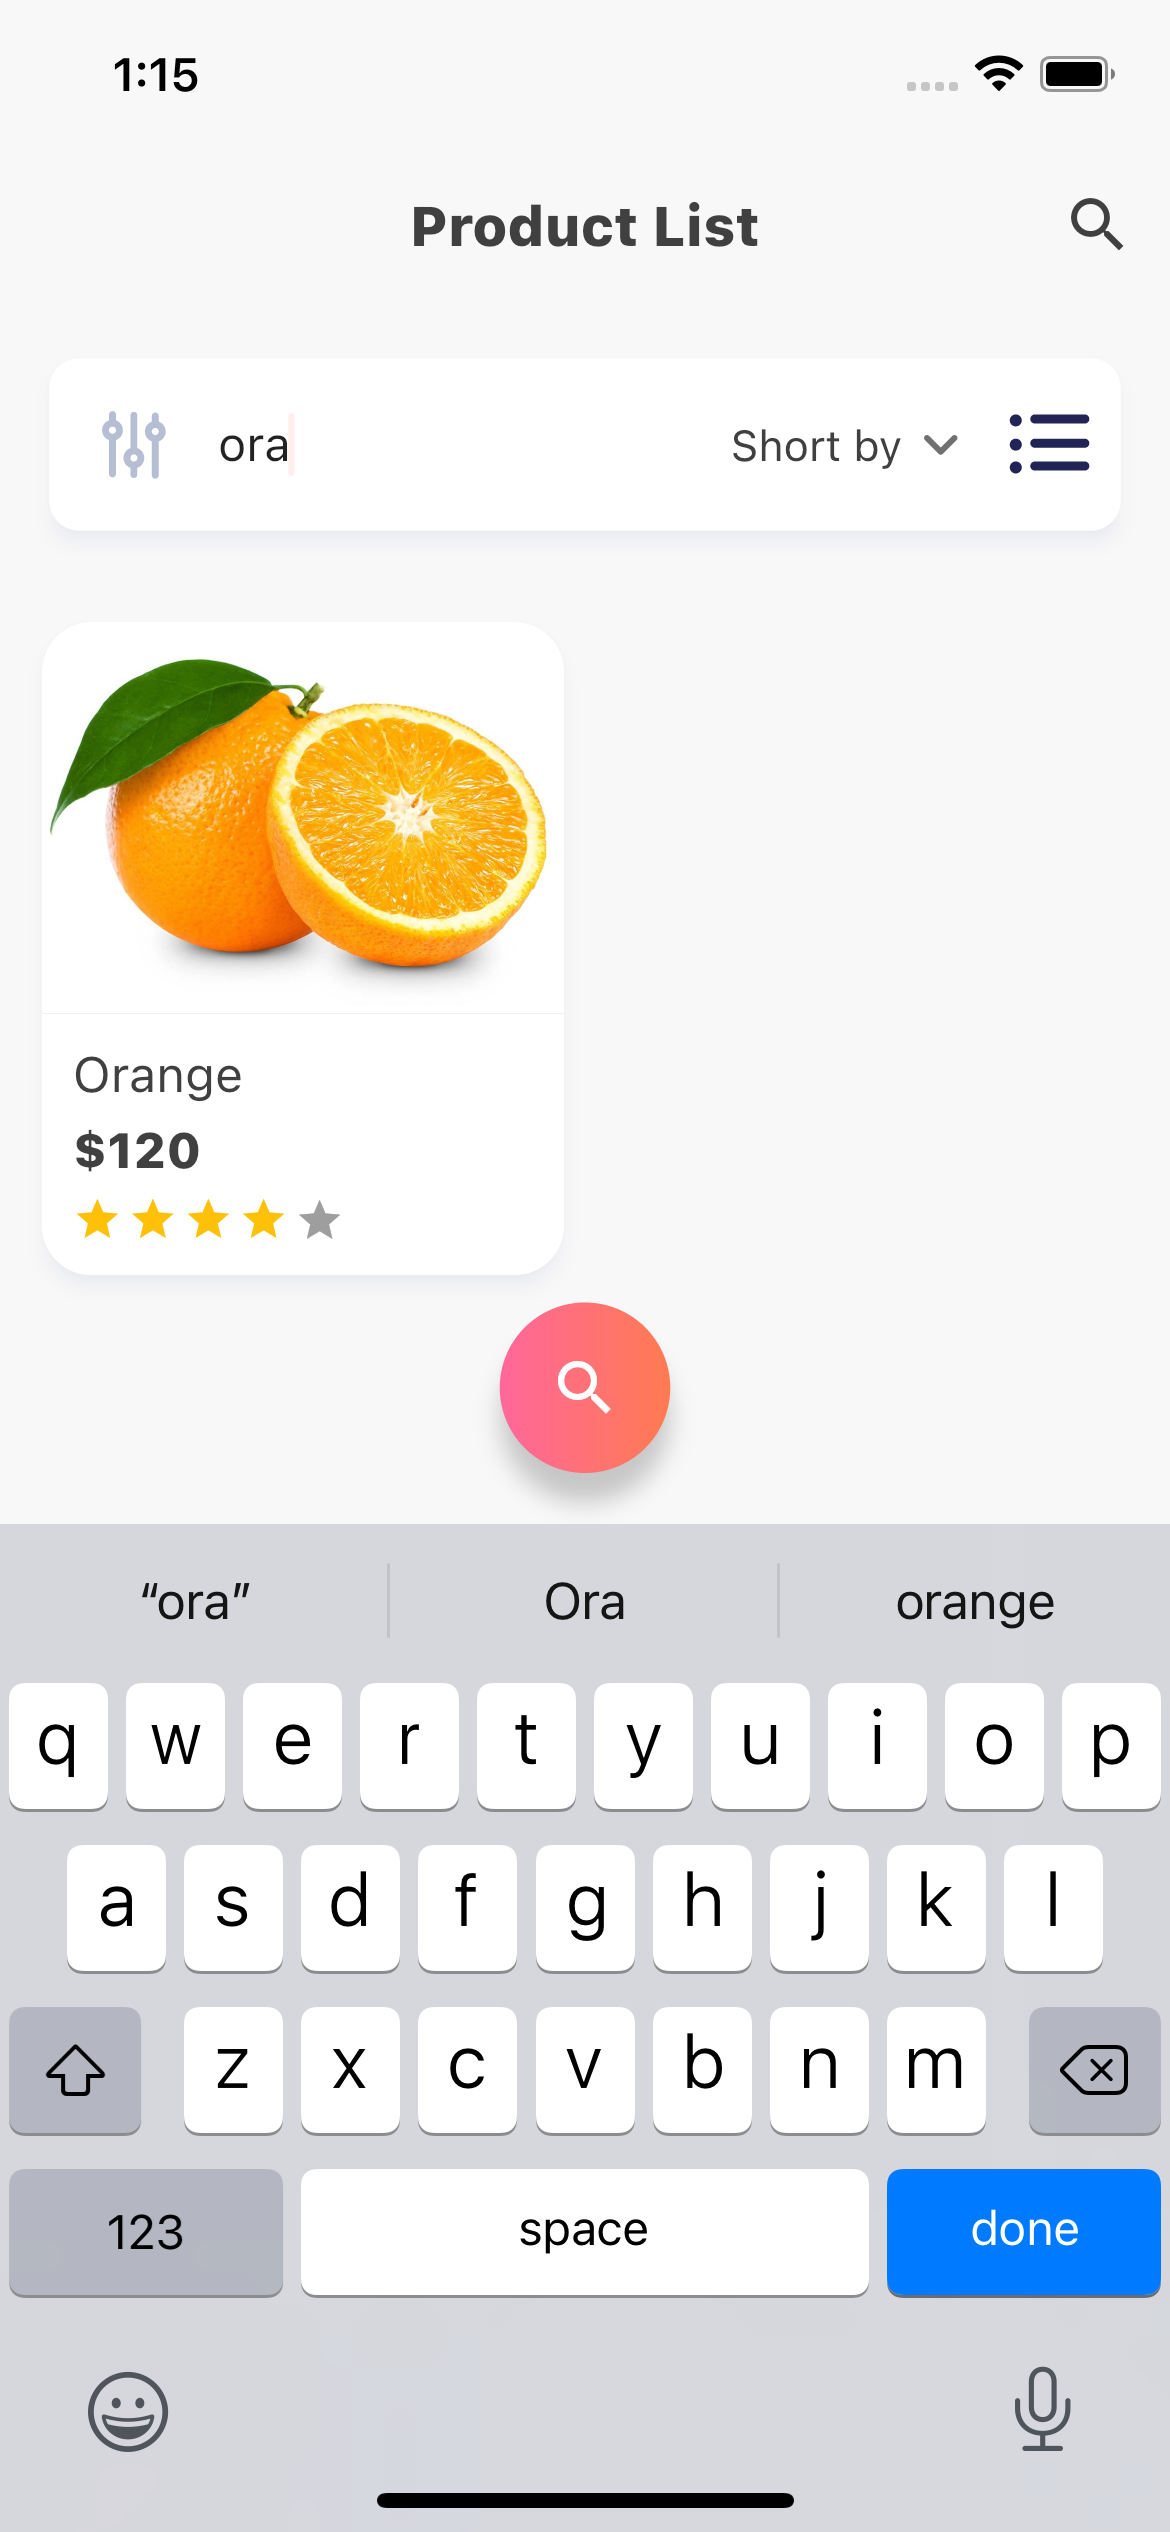 1:15
Product List
ora
Short by
Orange
$120
“ora” Ora orange
q w e r t y u i o p
a s d f g h j k l
z x c v b n m
123 space done